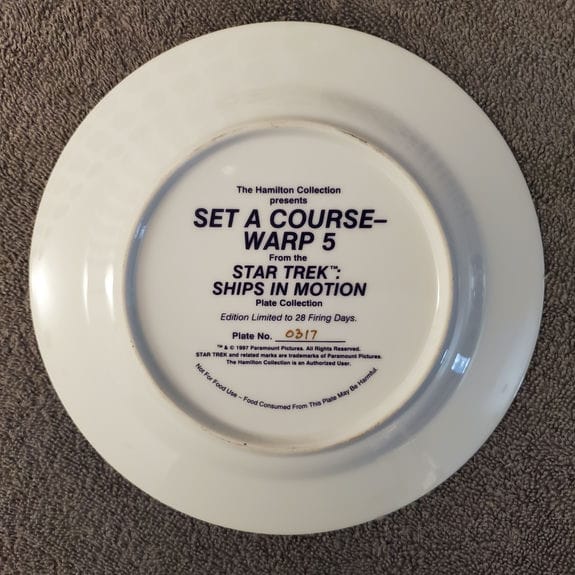 The Hamilton Collection
presents
SET A COURSE–
WARP 5
From the
STAR TREK™:
SHIPS IN MOTION
Plate Collection
Edition Limited to 28 Firing Days.
Plate No. 0317
™ & © 1997 Paramount Pictures. All Rights Reserved.
STAR TREK and related marks are trademarks of Paramount Pictures.
The Hamilton Collection is an Authorized User.
Not For Food Use – Food Consumed From This Plate May Be Harmful.